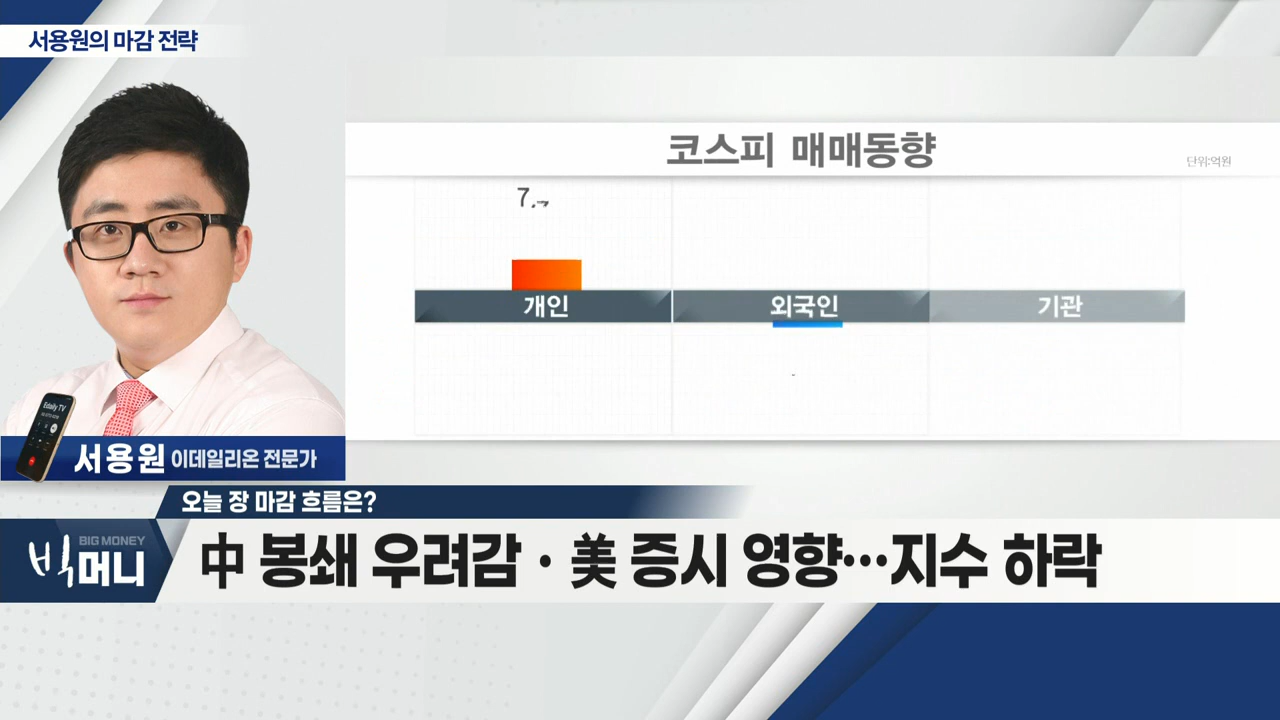 서용원의 마감 전략
코스피 매매동향
단위:억원
개인
외국인
기관
Edaily TV
서용원 이데일리온 전문가
오늘 장 마감 흐름은?
BIG MONEY
빅머니
中 봉쇄 우려감·美 증시 영향…지수 하락